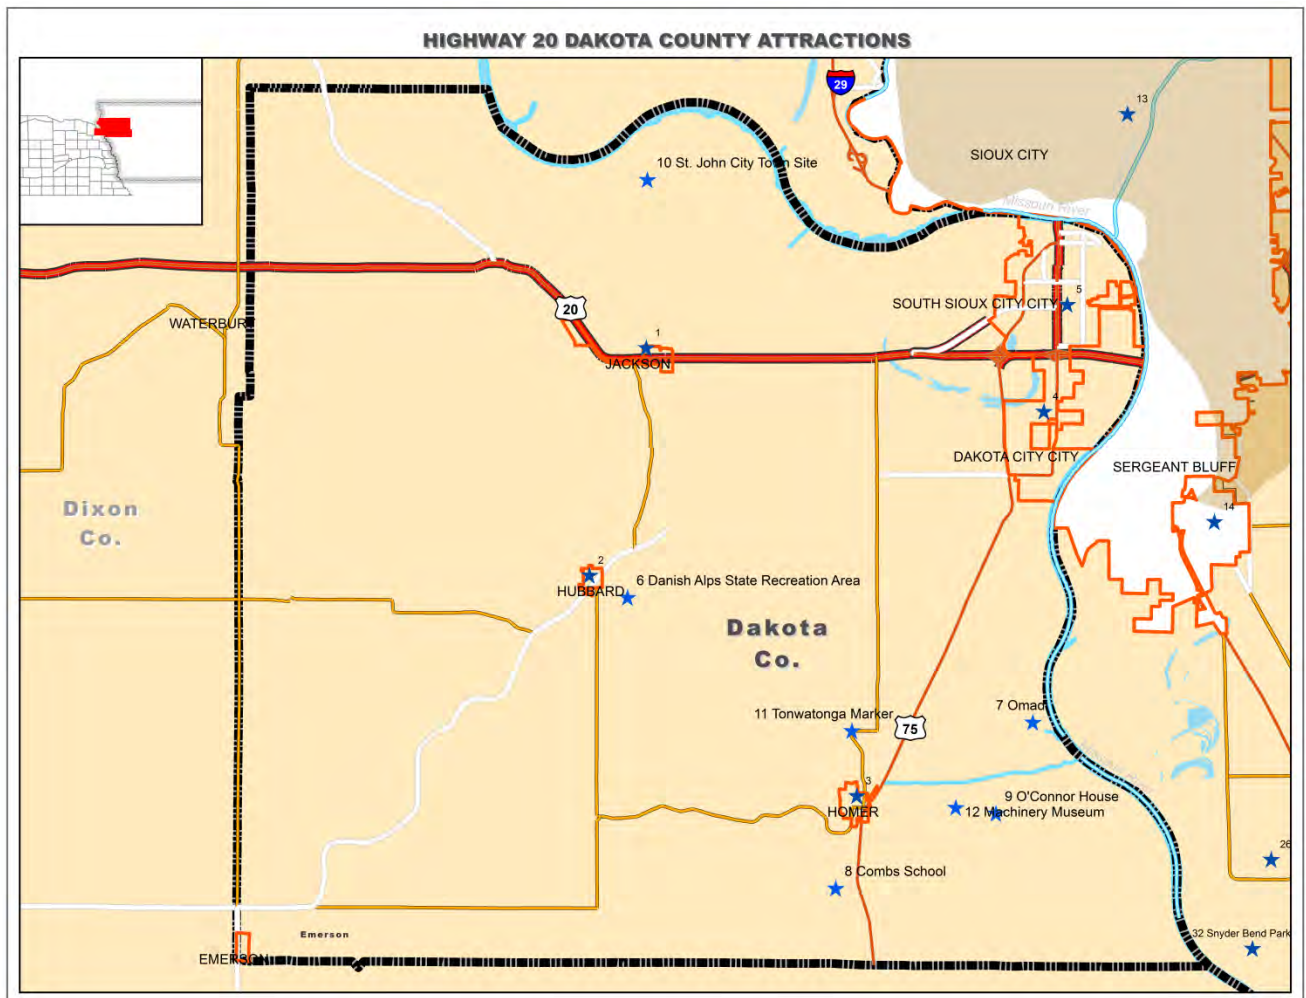 HIGHWAY 20 DAKOTA COUNTY ATTRACTIONS
29
13
SIOUX CITY
10 St. John City Town Site
Missouri River
5
SOUTH SIOUX CITY CITY
20
WATERBURY
1
JACKSON
4
DAKOTA CITY CITY
SERGEANT BLUFF
14
Dixon
Co.
2
HUBBARD
6 Danish Alps State Recreation Area
Dakota
Co.
7 Omadi
11 Tonwatonga Marker
75
Missouri River
3
HOMER
9 O'Connor House
12 Machinery Museum
26
8 Combs School
Emerson
32 Snyder Bend Park
EMERSON